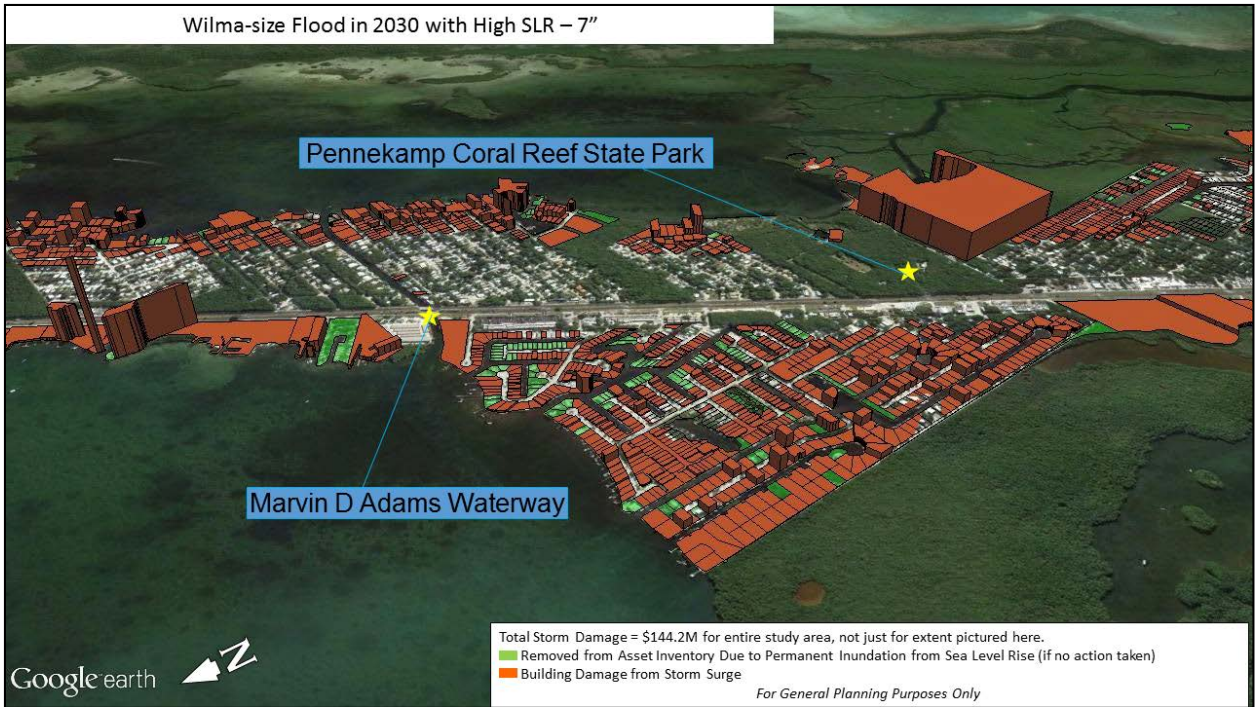 Wilma-size Flood in 2030 with High SLR – 7”
Pennekamp Coral Reef State Park
Marvin D Adams Waterway
Total Storm Damage = $144.2M for entire study area, not just for extent pictured here.
Removed from Asset Inventory Due to Permanent Inundation from Sea Level Rise (if no action taken)
Building Damage from Storm Surge
For General Planning Purposes Only
Google earth
N